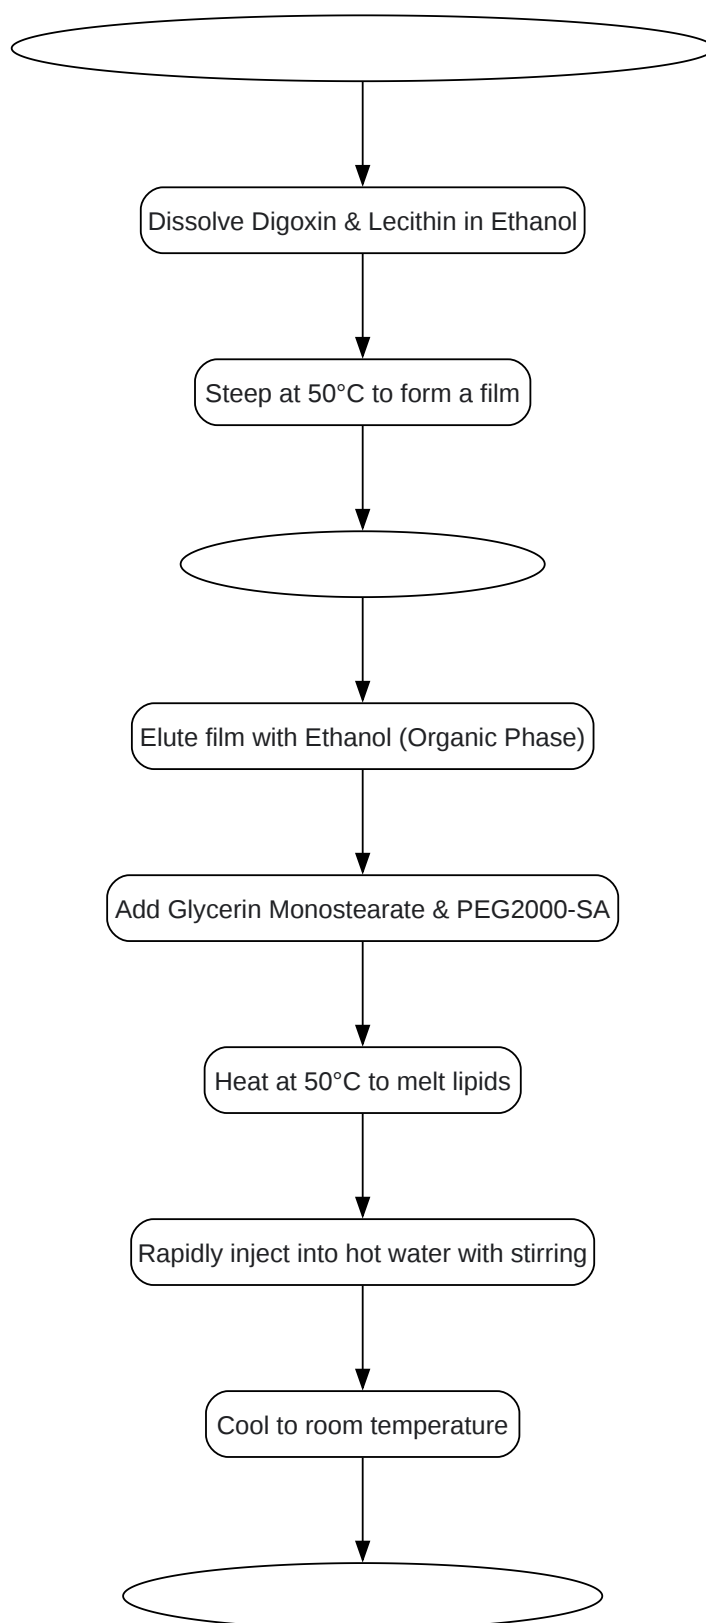 Dissolve Digoxin & Lecithin in Ethanol
Steep at 50°C to form a film
Elute film with Ethanol (Organic Phase)
Add Glycerin Monostearate & PEG2000-SA
Heat at 50°C to melt lipids
Rapidly inject into hot water with stirring
Cool to room temperature